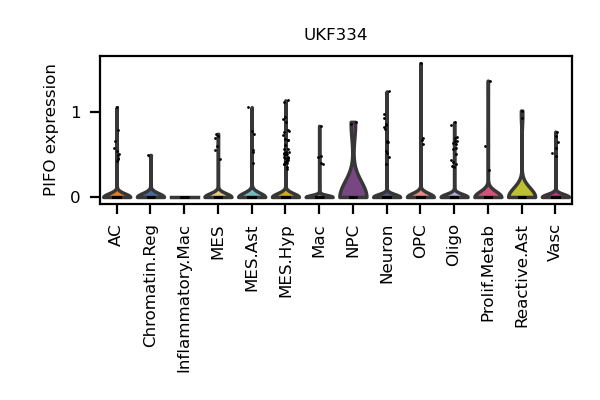 UKF334
PIFO expression
1
0
AC
Chromatin.Reg
Inflammatory.Mac
MES
MES.Ast
MES.Hyp
Mac
NPC
Neuron
OPC
Oligo
Prolif.Metab
Reactive.Ast
Vasc